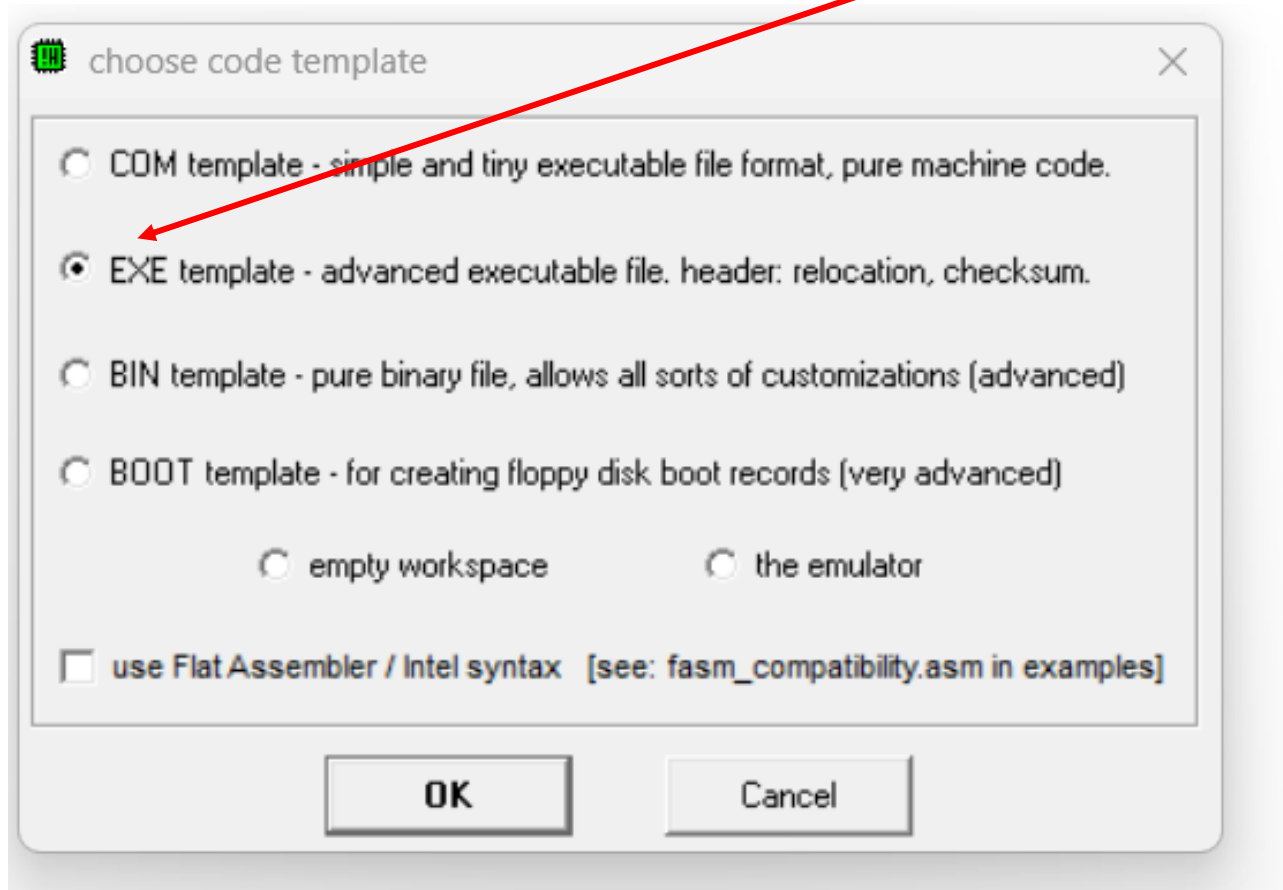 choose code template
COM template - simple and tiny executable file format, pure machine code.
EXE template - advanced executable file. header: relocation, checksum.
BIN template - pure binary file, allows all sorts of customizations (advanced)
BOOT template - for creating floppy disk boot records (very advanced)
empty workspace the emulator
use Flat Assembler / Intel syntax [see: fasm_compatibility.asm in examples]
OK Cancel